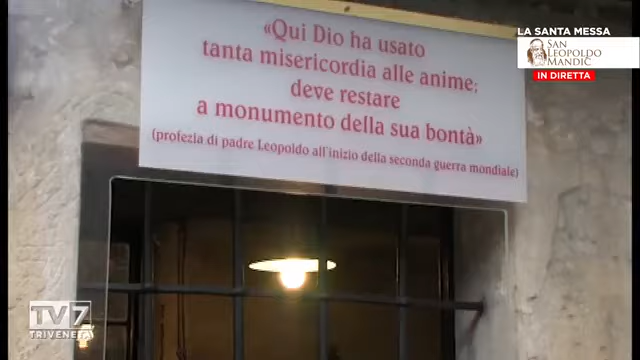 «Qui Dio ha usato
tanta misericordia alle anime;
deve restare
a monumento della sua bontà»
(profezia di padre Leopoldo all'inizio della seconda guerra mondiale)
LA SANTA MESSA
SAN
LEOPOLDO
MANDIĆ
IN DIRETTA
TV7
TRIVENETA